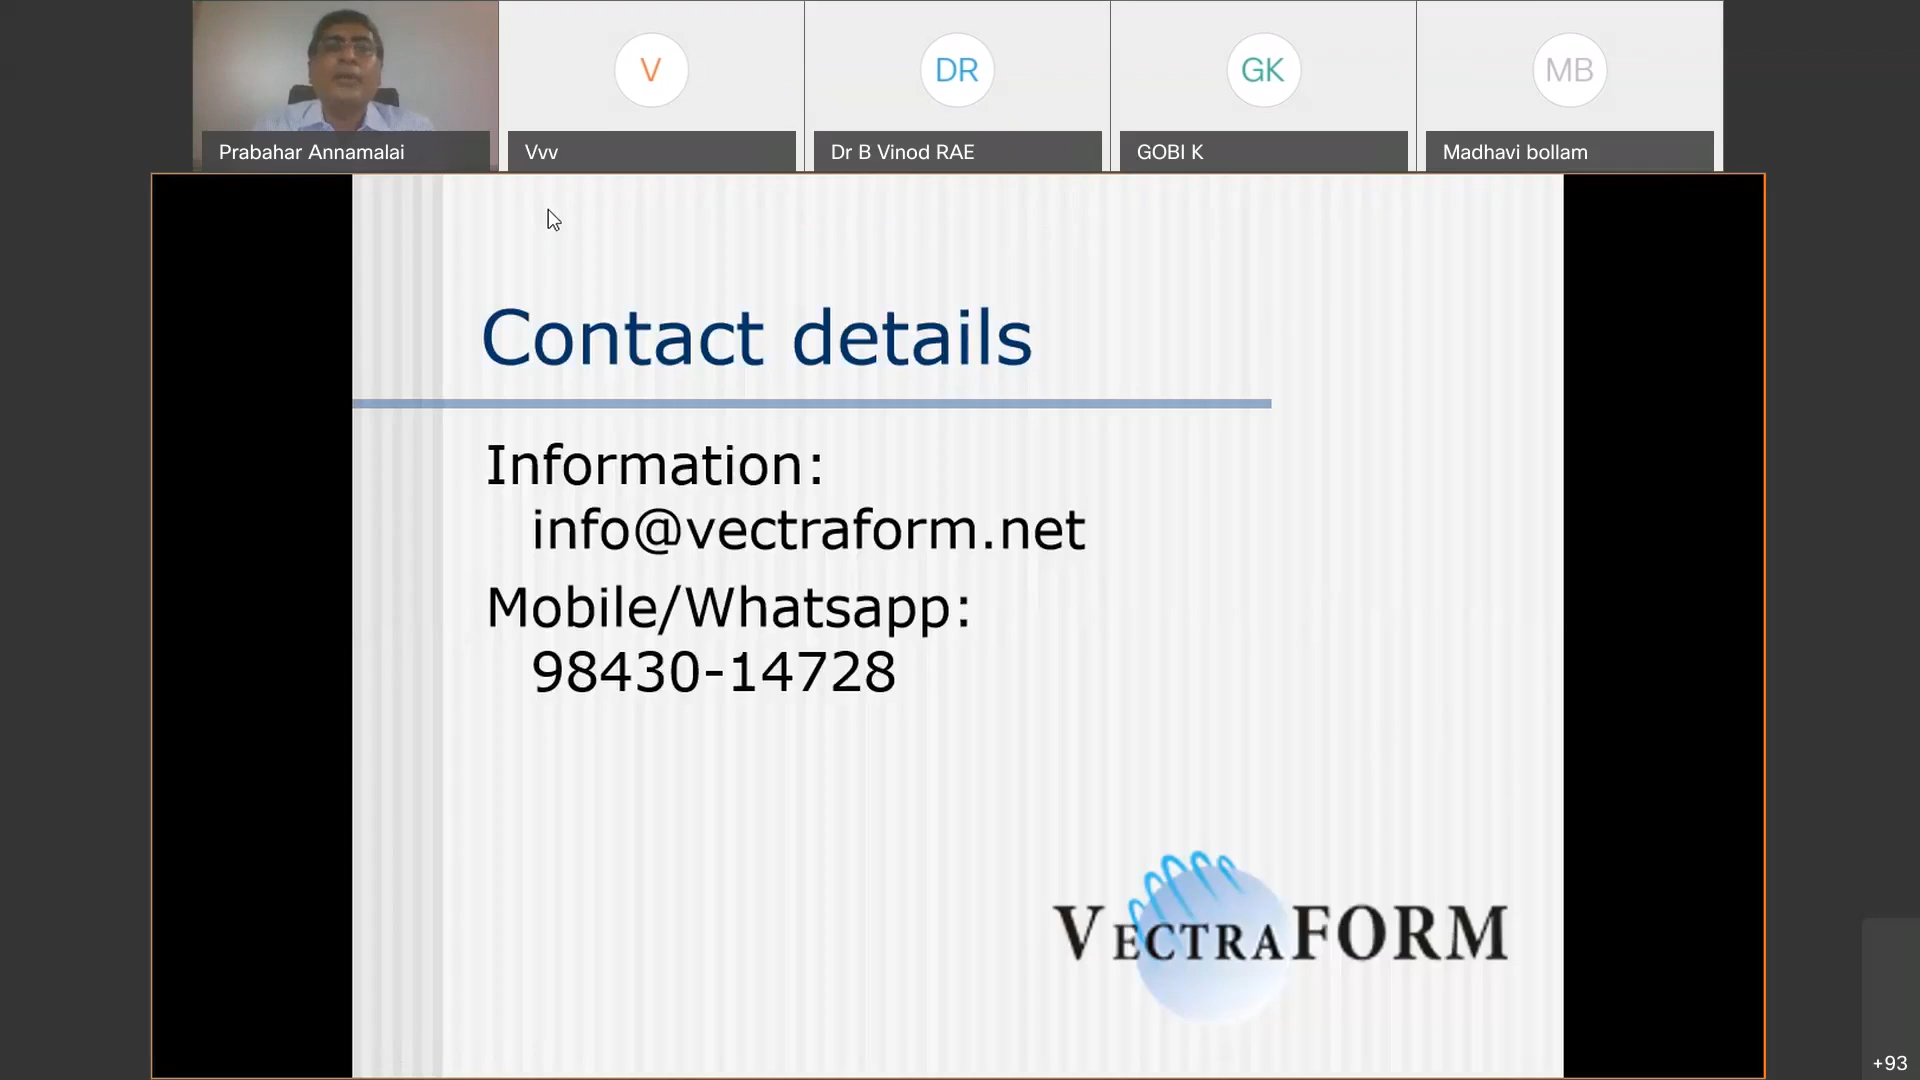 V
DR
GK
MB
Prabahar Annamalai
Vvv
Dr B Vinod RAE
GOBI K
Madhavi bollam
Contact details
Information:
info@vectraform.net
Mobile/Whatsapp:
98430-14728
VECTRAFORM
+93